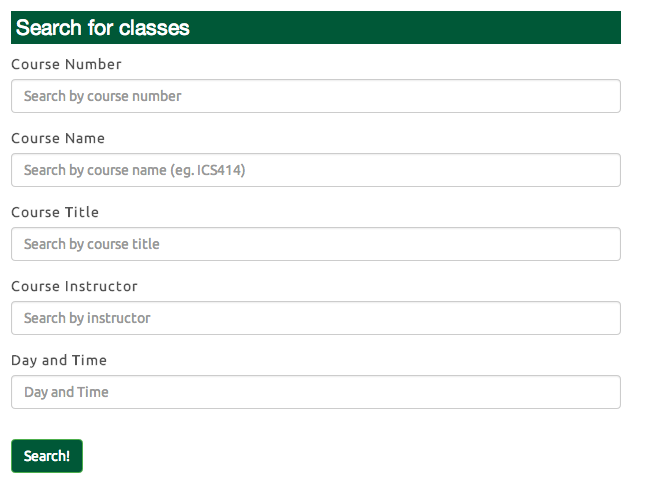 Search for classes
Course Number
Search by course number
Course Name
Search by course name (eg. ICS414)
Course Title
Search by course title
Course Instructor
Search by instructor
Day and Time
Day and Time
Search!